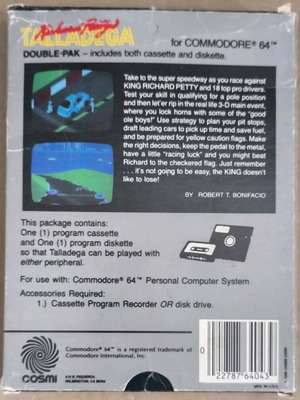 Richard Petty's
TALLADEGA
for COMMODORE® 64™
DOUBLE-PAK – includes both cassette and diskette.
Take to the super speedway as you race against
KING RICHARD PETTY and 18 top pro drivers.
Test your skill in qualifying for a pole position
and then let'er rip in the real life 3-D main event,
where you lock horns with some of the "good
ole boys!" Use strategy to plan your pit stops,
draft leading cars to pick up time and save fuel,
and be prepared for yellow caution flags. Make
the right decisions, keep the pedal to the metal,
have a little "racing luck" and you might beat
Richard to the checkered flag. Just remember
. . . it's not going to be easy, the KING doesn't
like to lose!
BY ROBERT T. BONIFACIO
This package contains:
One (1) program cassette
and One (1) program diskette
so that Talladega can be played with
either peripheral.
For use with: Commodore® 64™ Personal Computer System
Accessories Required:
1.) Cassette Program Recorder OR disk drive.
Commodore® 64™ is a registered trademark of
Commodore International, Inc.
COSMI
415 N. FIGUEROA
WILMINGTON, CA 90744
0
22787 64043